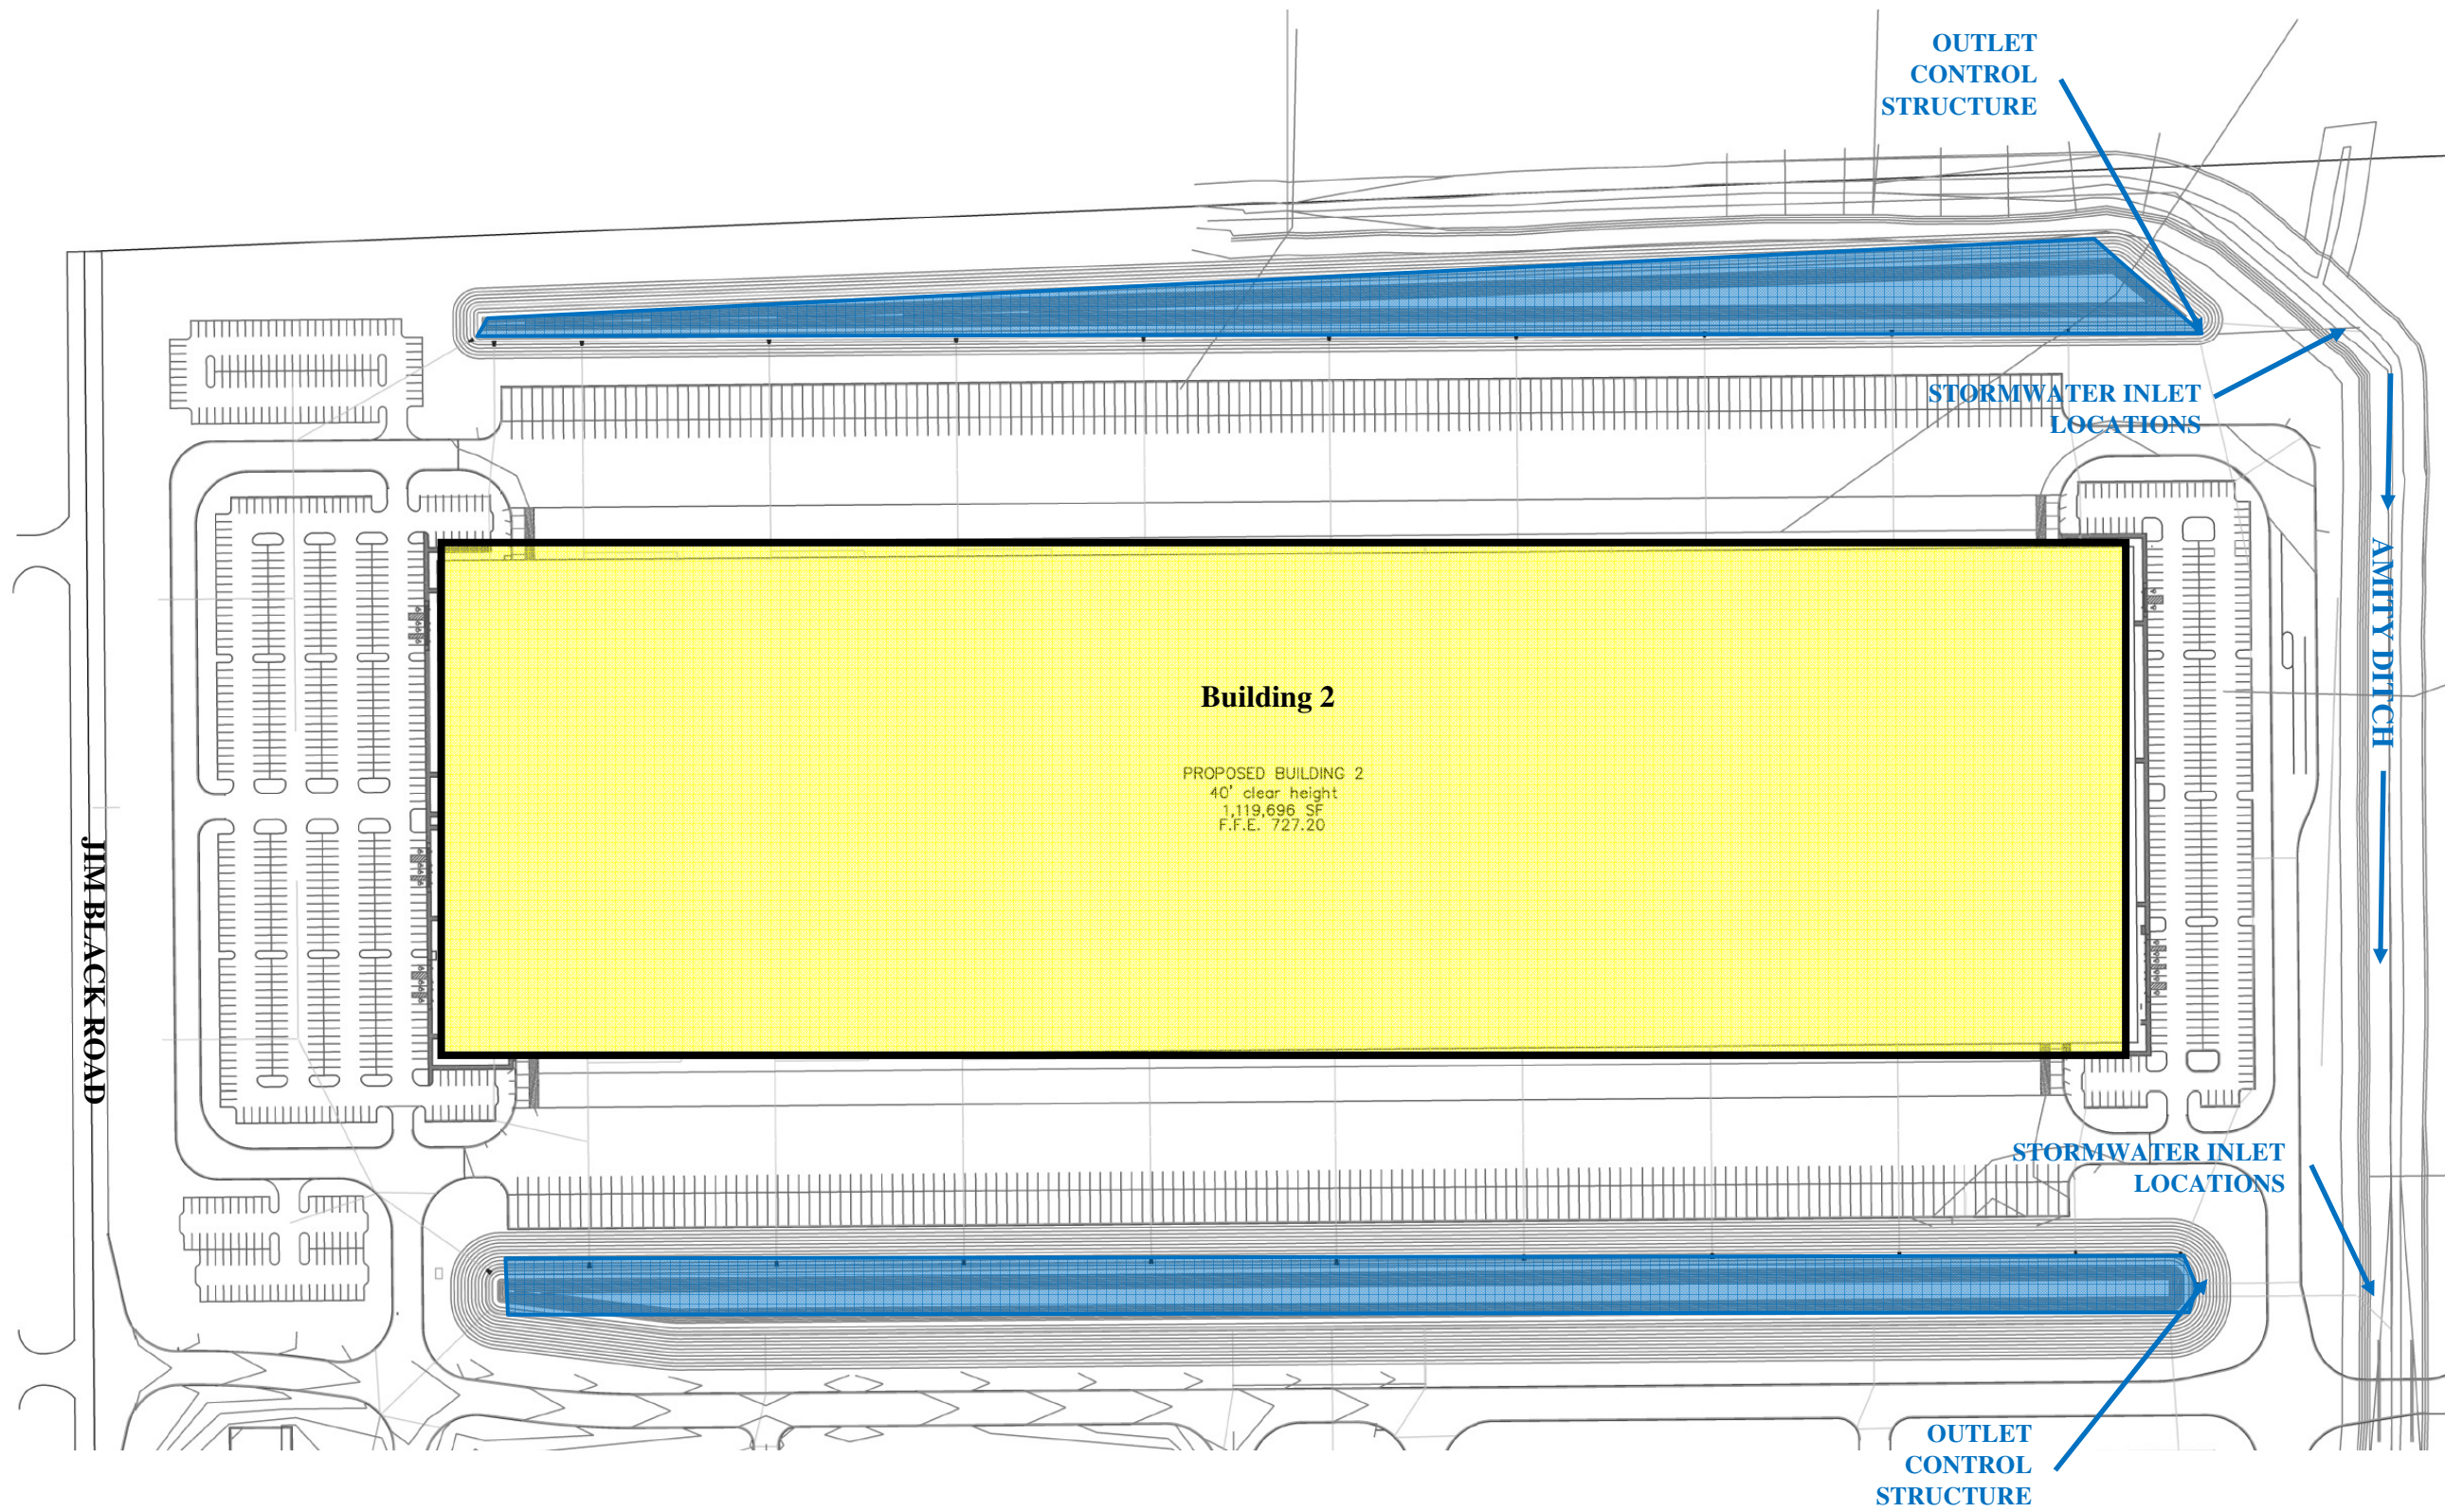 OUTLET
CONTROL
STRUCTURE
STORMWATER INLET
LOCATIONS
AMITY DITCH
Building 2
PROPOSED BUILDING 2
40' clear height
1,119,696 SF
F.F.E. 727.20
JIM BLACK ROAD
STORMWATER INLET
LOCATIONS
OUTLET
CONTROL
STRUCTURE